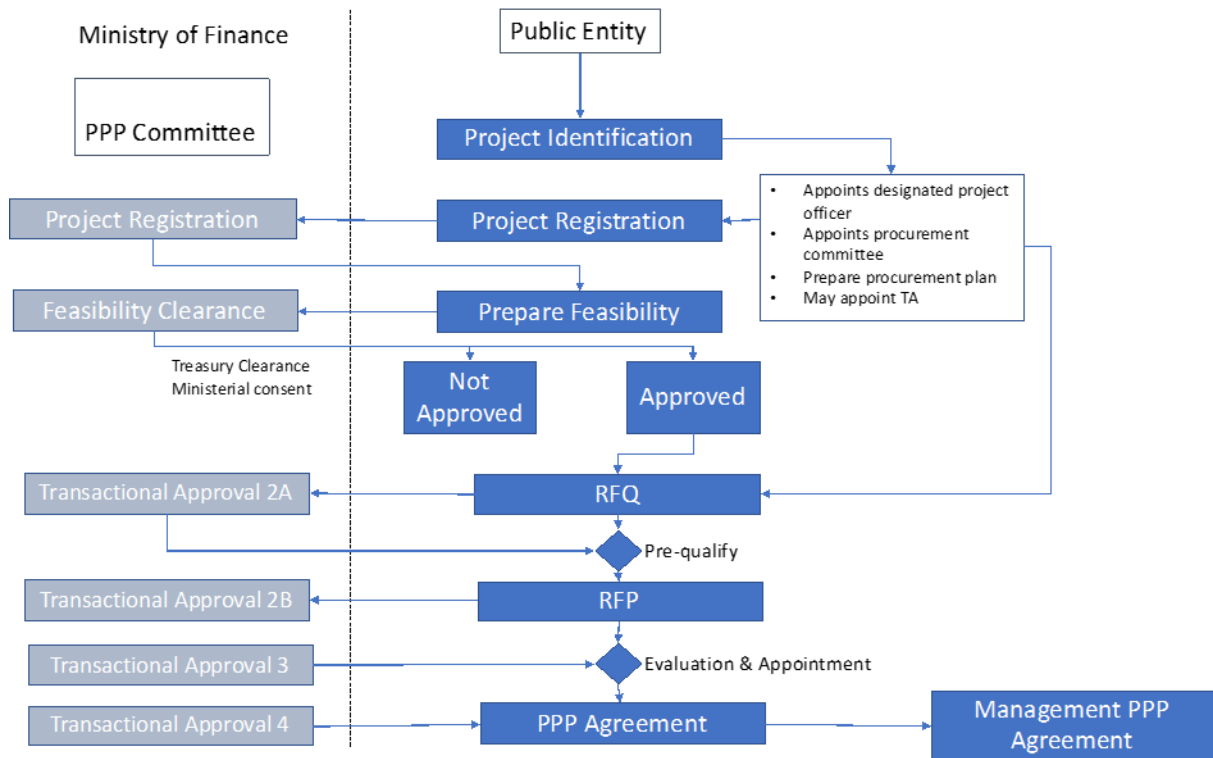 Ministry of Finance
Public Entity
PPP Committee
Project Identification
• Appoints designated project
officer
• Appoints procurement
committee
• Prepare procurement plan
• May appoint TA
Project Registration
Project Registration
Feasibility Clearance
Prepare Feasibility
Treasury Clearance
Ministerial consent
Not
Approved
Approved
Transactional Approval 2A
RFQ
Pre-qualify
Transactional Approval 2B
RFP
Transactional Approval 3
Evaluation & Appointment
Transactional Approval 4
PPP Agreement
Management PPP
Agreement